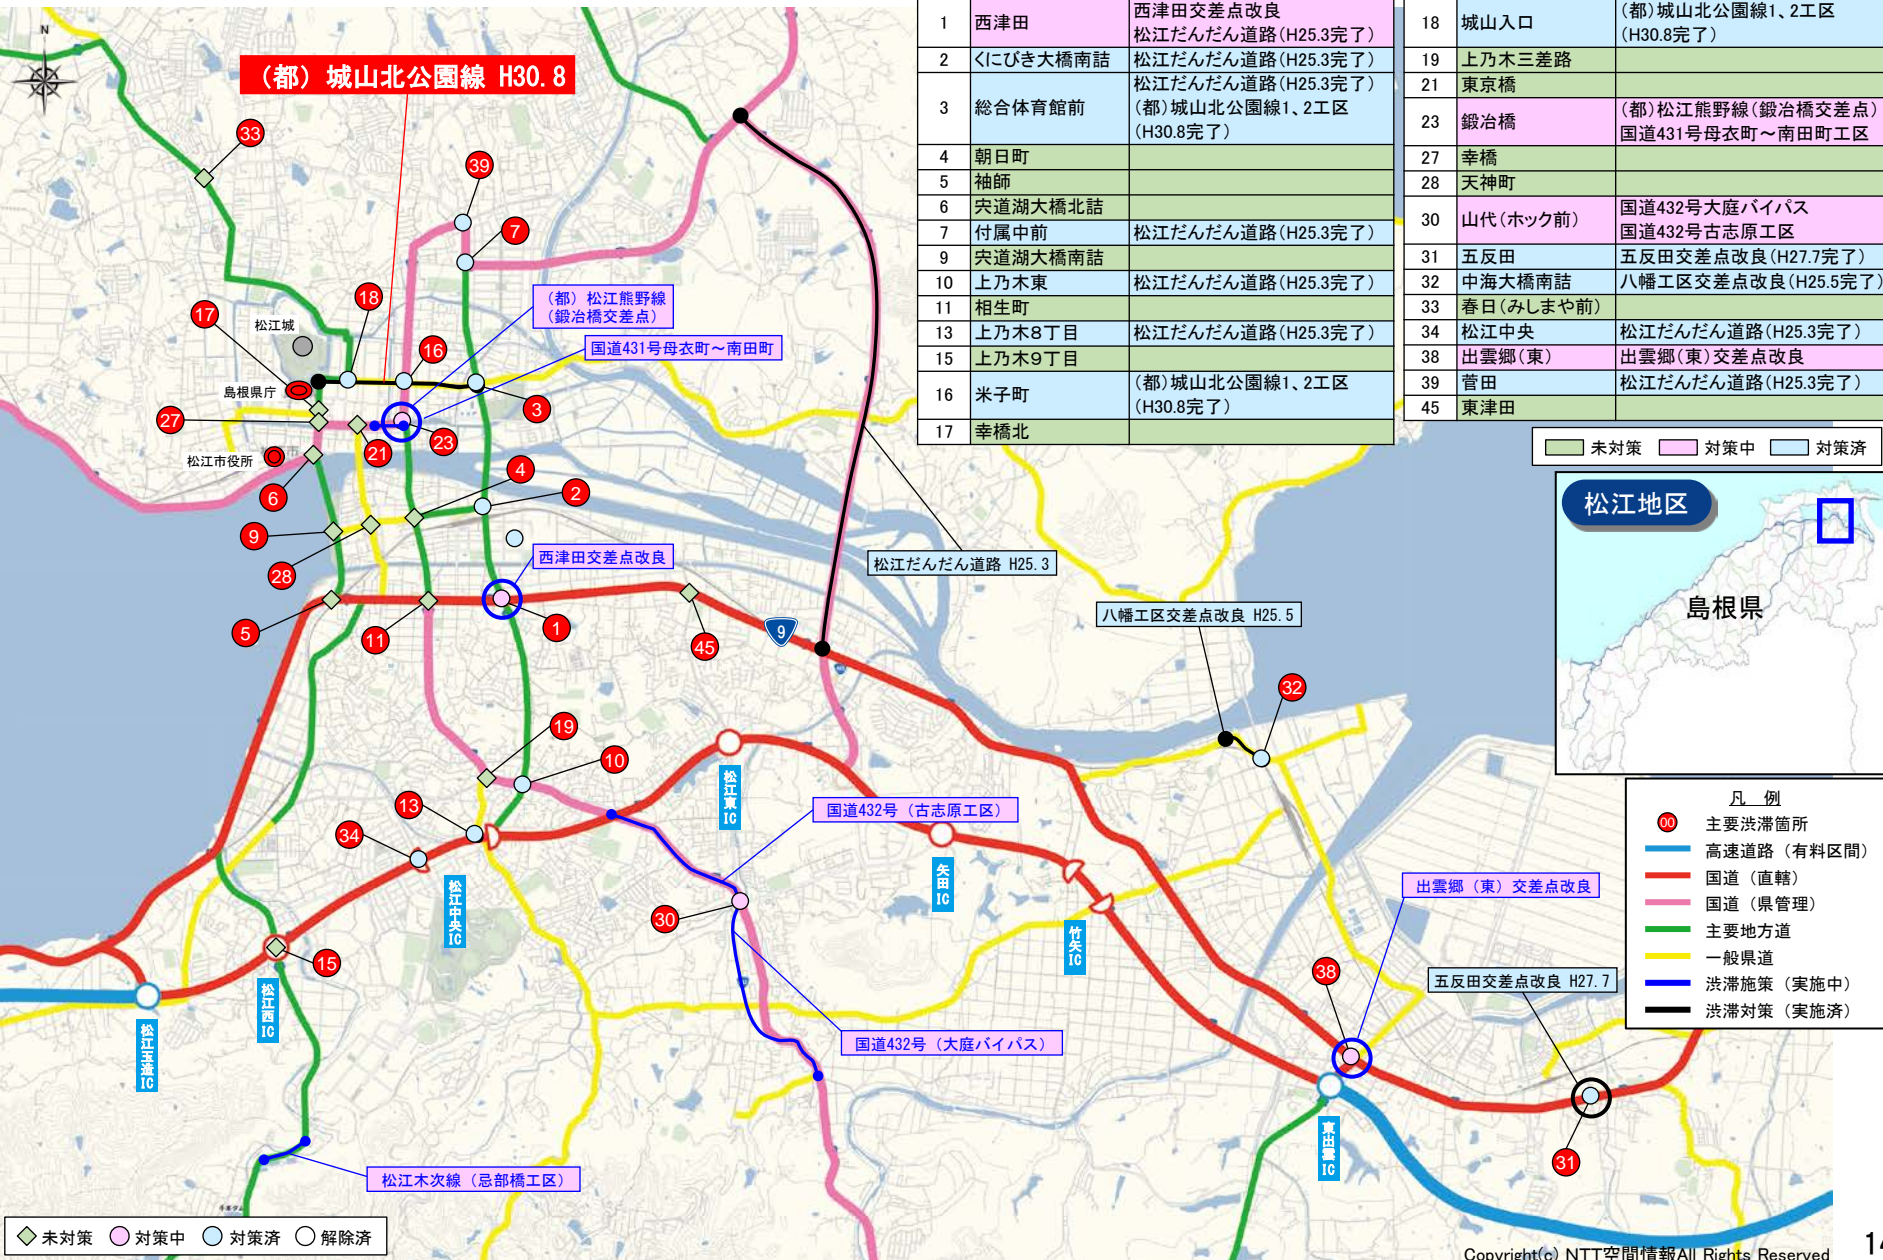 N
（都）城山北公園線 H30.8
33
39
7
18
17
松江城
16
島根県庁
（都）松江熊野線
（鍛冶橋交差点）
国道431号母衣町～南田町
3
27
23
21
松江市役所
4
6
2
9
28
西津田交差点改良
松江だんだん道路 H25.3
5
11
1
45
9
八幡工区交差点改良 H25.5
32
19
10
13
34
松江東IC
国道432号（古志原工区）
松江中央IC
矢田IC
30
竹矢IC
出雲郷（東）交差点改良
15
38
五反田交差点改良 H27.7
松江西IC
松江玉造IC
国道432号（大庭バイパス）
東出雲IC
31
松江木次線（忌部橋工区）
未対策 対策中 対策済 解除済
1 西津田 西津田交差点改良
松江だんだん道路(H25.3完了)
2 くにびき大橋南詰 松江だんだん道路(H25.3完了)
3 総合体育館前 松江だんだん道路(H25.3完了)
(都)城山北公園線1、2工区
(H30.8完了)
4 朝日町
5 袖師
6 宍道湖大橋北詰
7 付属中前 松江だんだん道路(H25.3完了)
9 宍道湖大橋南詰
10 上乃木東 松江だんだん道路(H25.3完了)
11 相生町
13 上乃木8丁目 松江だんだん道路(H25.3完了)
15 上乃木9丁目
16 米子町 (都)城山北公園線1、2工区
(H30.8完了)
17 幸橋北
18 城山入口 (都)城山北公園線1、2工区
(H30.8完了)
19 上乃木三差路
21 東京橋
23 鍛冶橋 (都)松江熊野線(鍛冶橋交差点)
国道431号母衣町～南田町工区
27 幸橋
28 天神町
30 山代(ホック前) 国道432号大庭バイパス
国道432号古志原工区
31 五反田 五反田交差点改良(H27.7完了)
32 中海大橋南詰 八幡工区交差点改良(H25.5完了)
33 春日(みしまや前)
34 松江中央 松江だんだん道路(H25.3完了)
38 出雲郷(東) 出雲郷(東)交差点改良
39 菅田 松江だんだん道路(H25.3完了)
45 東津田
未対策 対策中 対策済
松江地区
島根県
凡 例
00 主要渋滞箇所
高速道路（有料区間）
国道（直轄）
国道（県管理）
主要地方道
一般県道
渋滞施策（実施中）
渋滞対策（実施済）
Copyright(c) NTT空間情報All Rights Reserved